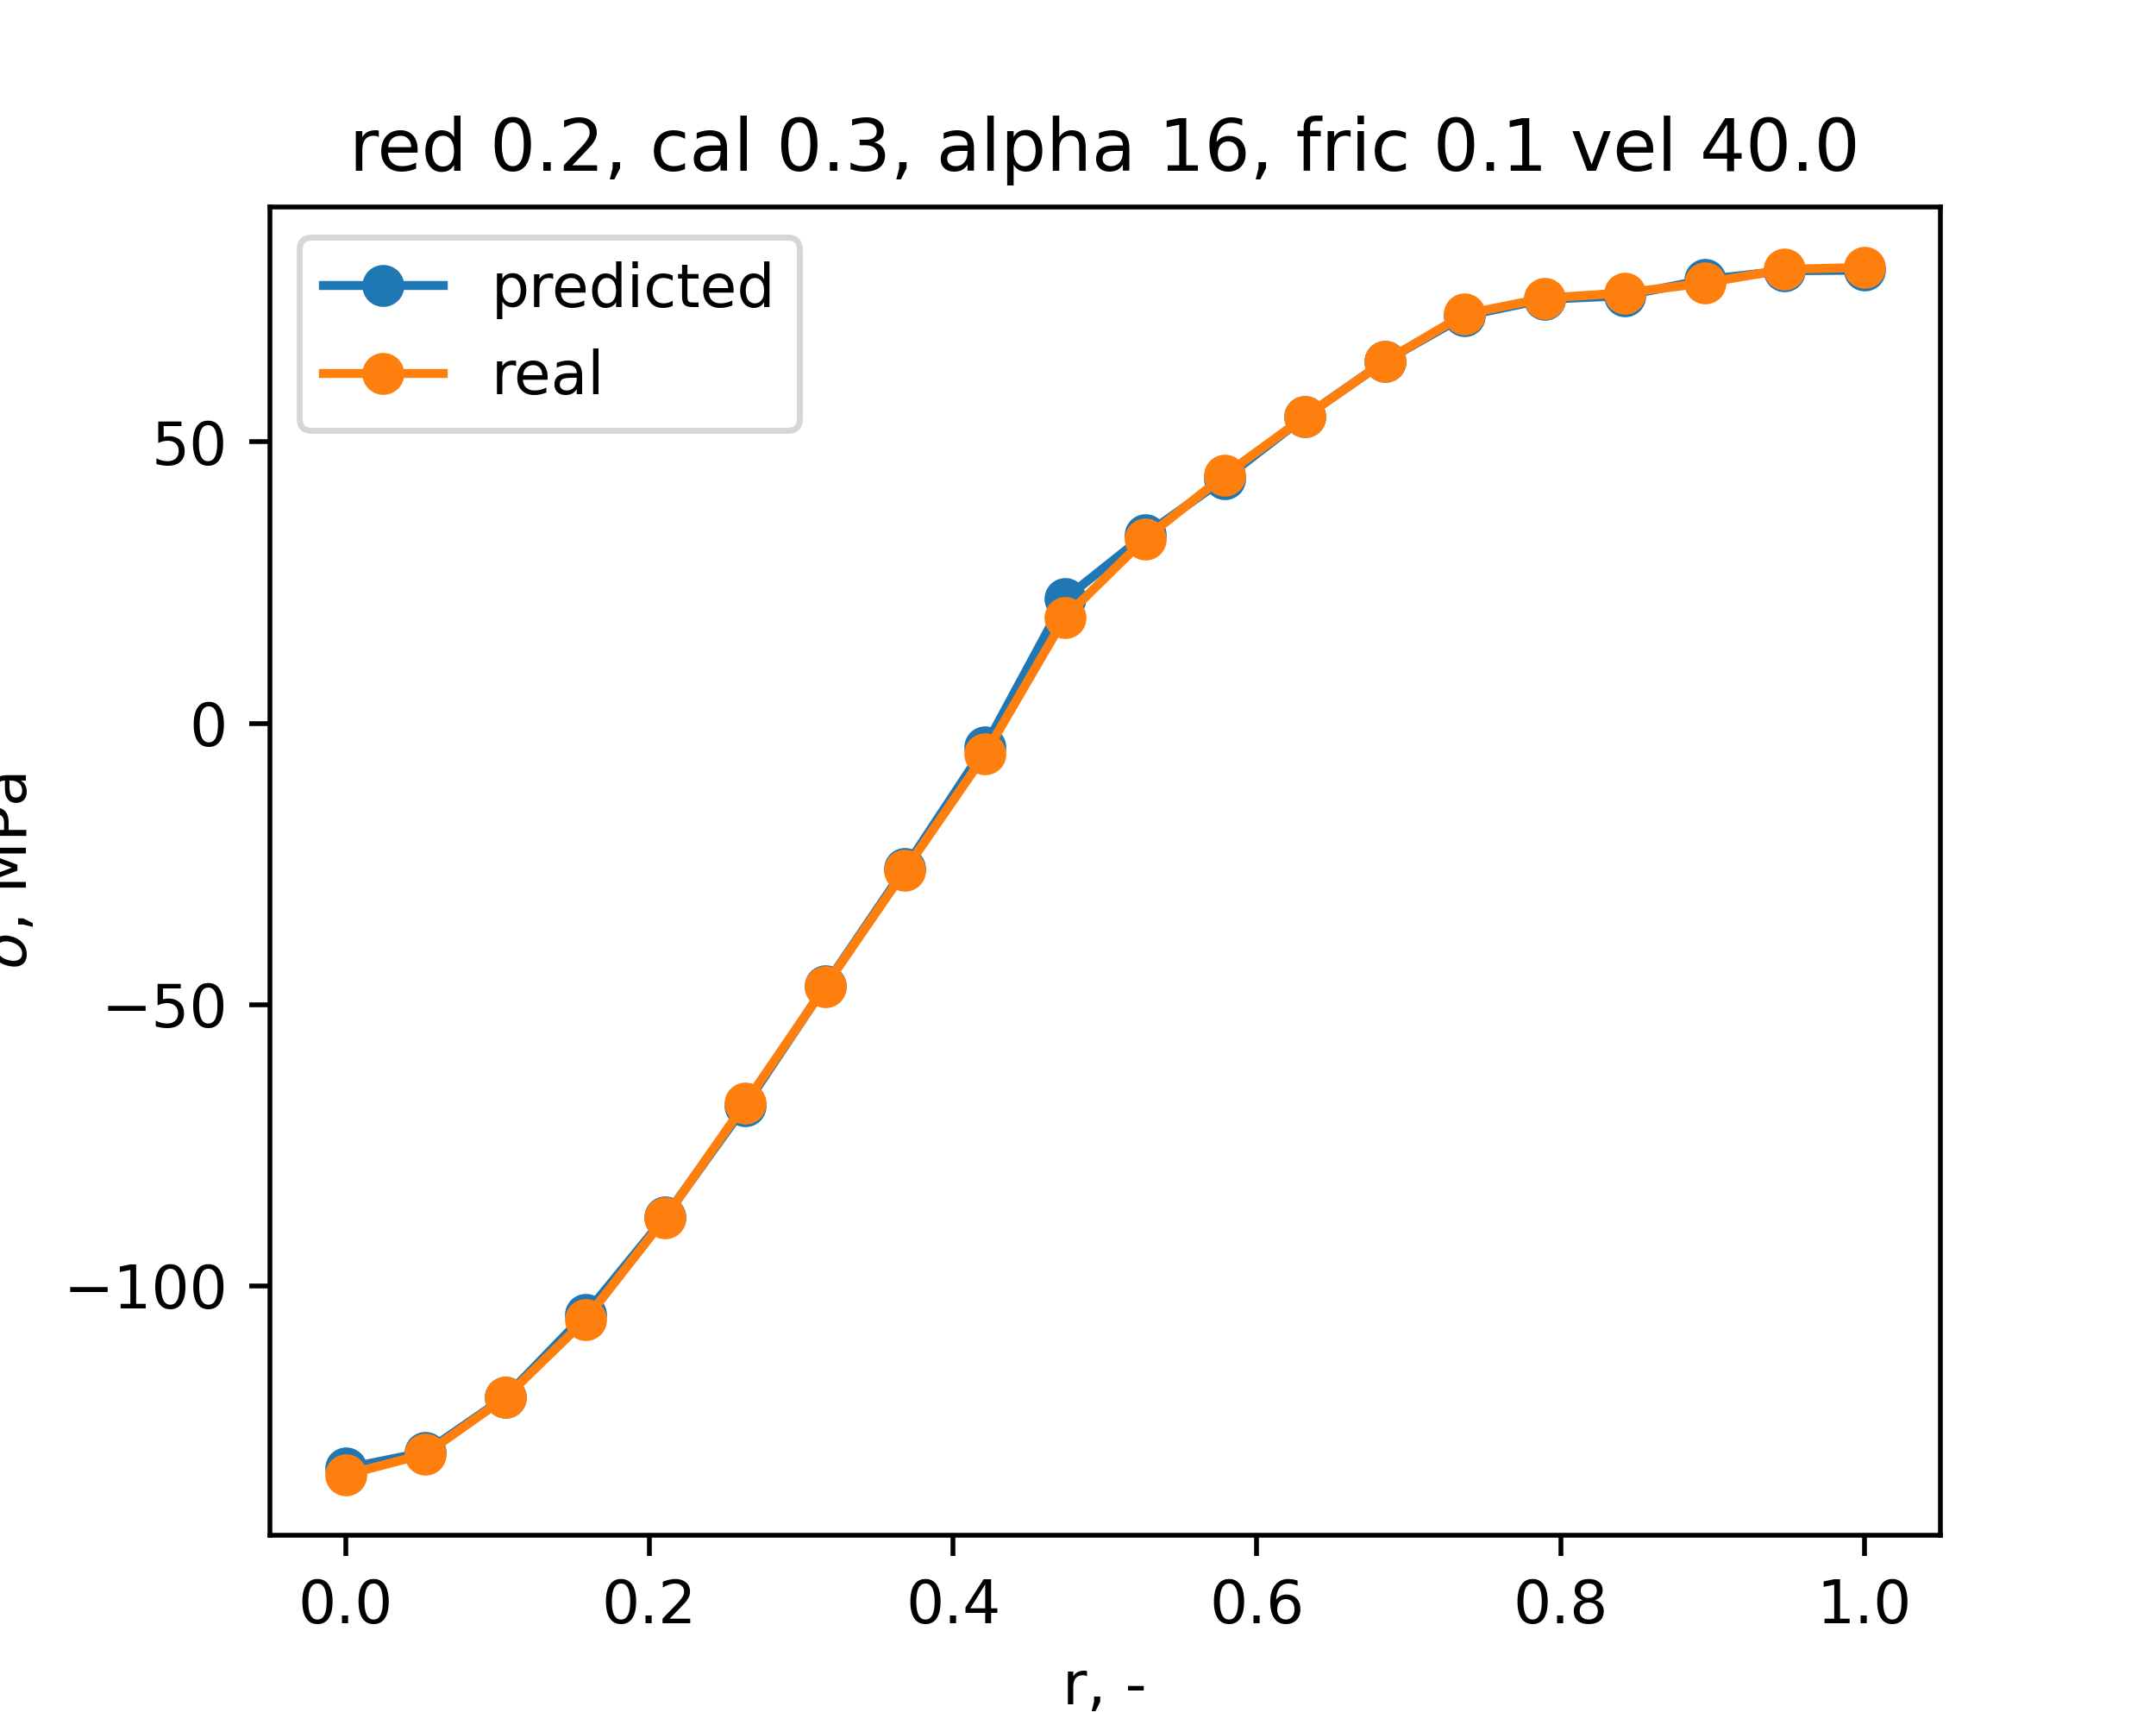 red 0.2, cal 0.3, alpha 16, fric 0.1 vel 40.0
predicted
real
50
0
−50
−100
σ, MPa
0.0 0.2 0.4 0.6 0.8 1.0
r, -